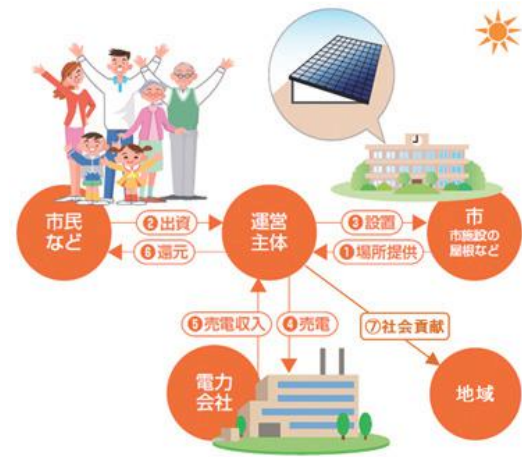 市民
など
❷出資
❻還元
運営
主体
❸設置
❶場所提供
市
市施設の
屋根など
❺売電収入
❹売電
⑦社会貢献
電力
会社
地域